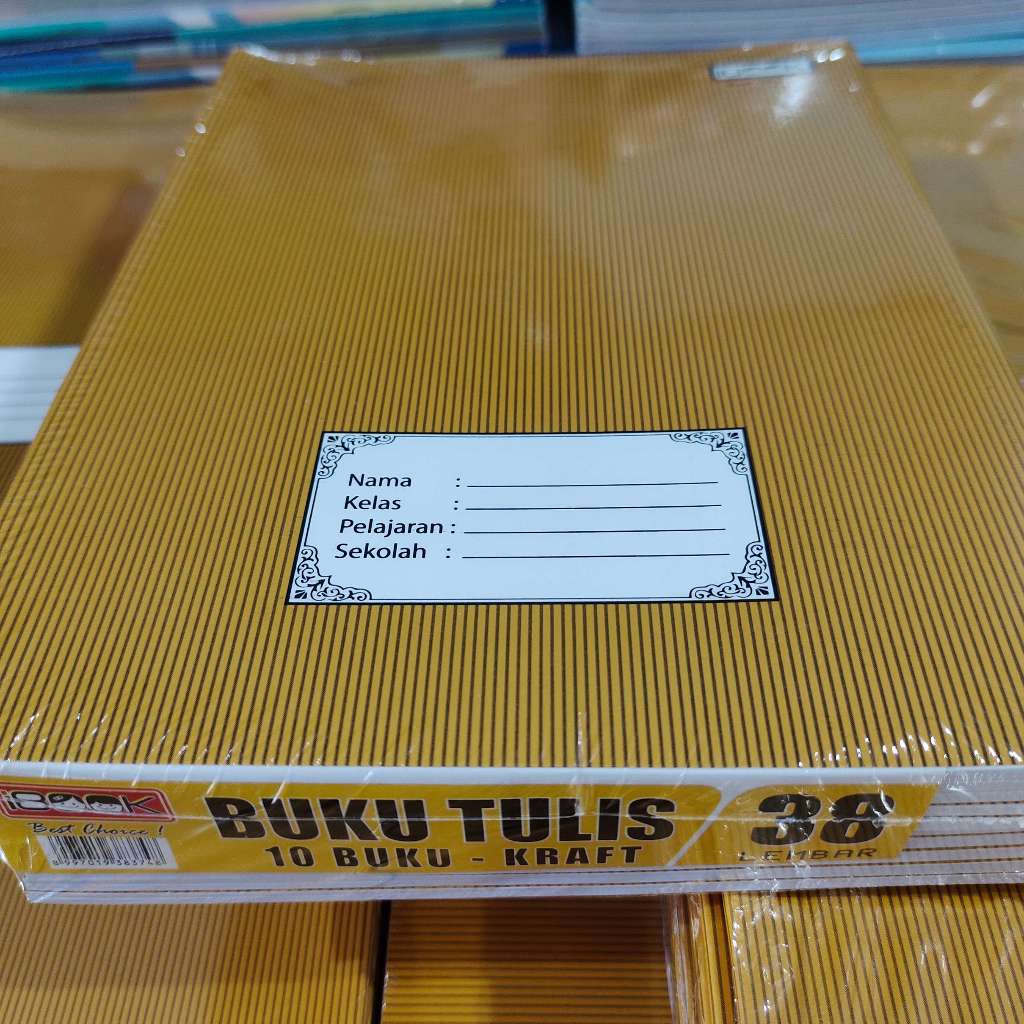 Nama :
Kelas :
Pelajaran :
Sekolah :
iBOOK
Best Choice !
BUKU TULIS
10 BUKU - KRAFT
38
LEMBAR